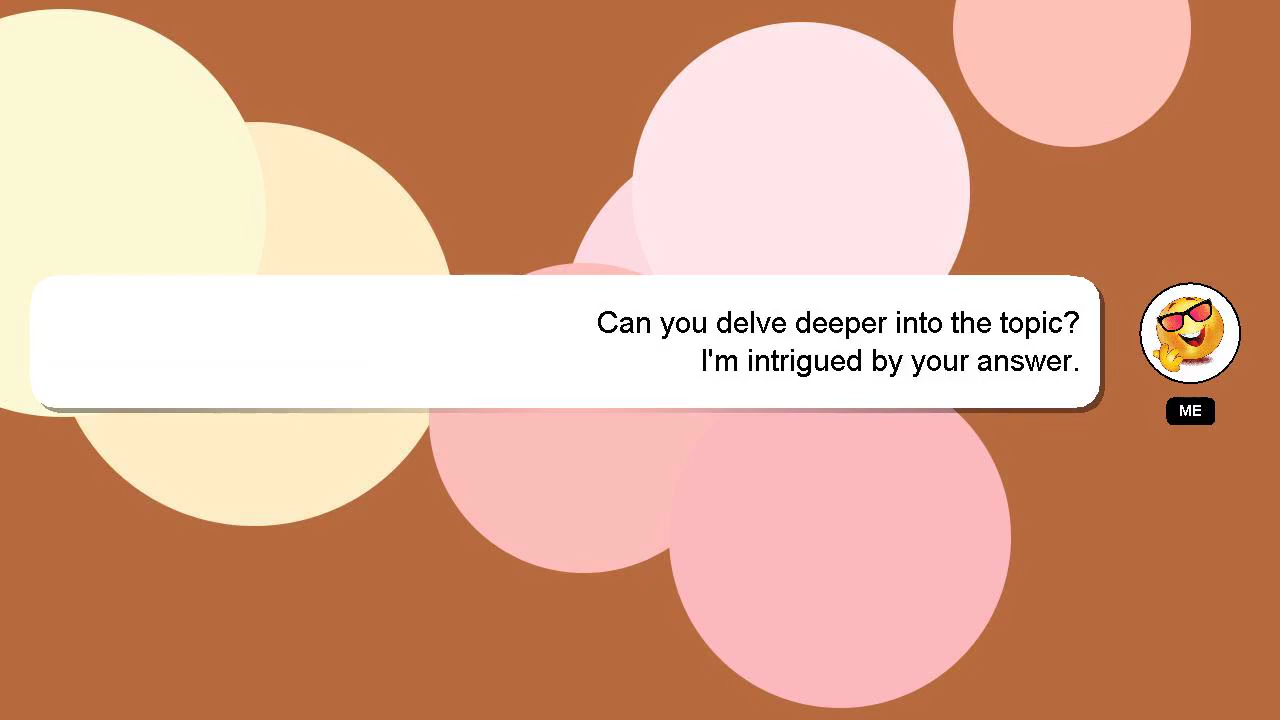 Can you delve deeper into the topic?
I'm intrigued by your answer.
ME